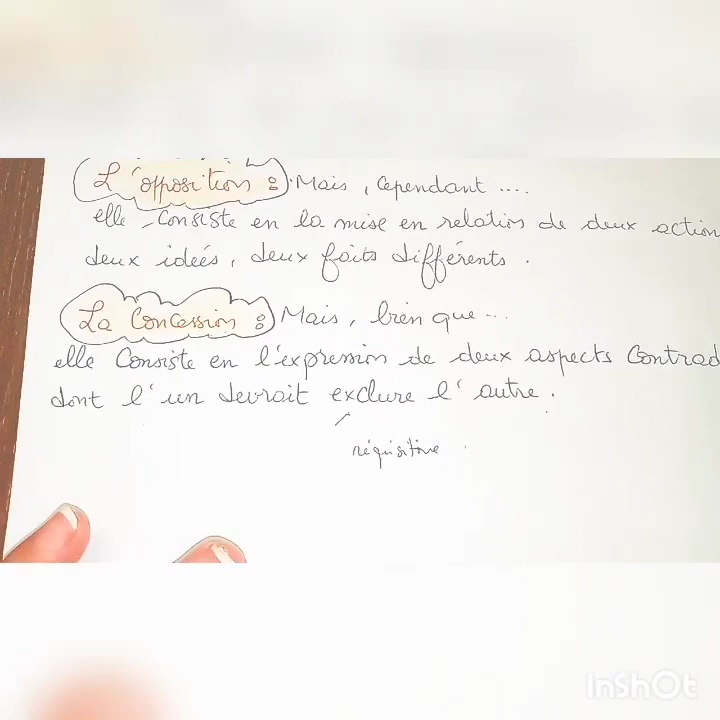 L'opposition : Mais, cependant ....
elle consiste en la mise en relation de deux action
deux idées, deux faits différents.
La Concession : Mais, bien que ...
elle Consiste en l'expression de deux aspects Contrad
dont l'un devrait exclure l'autre.
réquisitive
InShOt